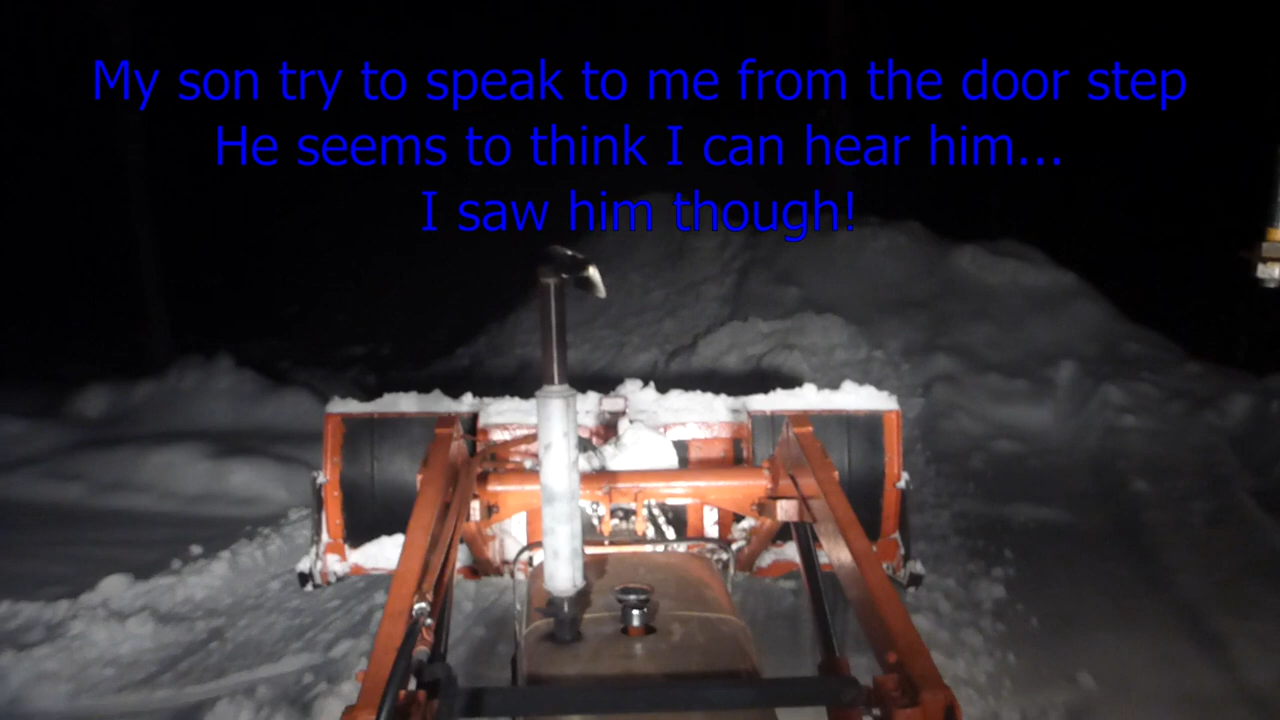 My son try to speak to me from the door step
He seems to think I can hear him...
I saw him though!